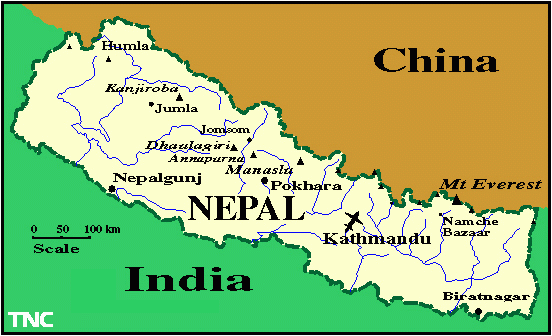 Humla
China
Kanjiroba
Jumla
Jomsom
Dhaulagiri
Annapurna
Manasla
Nepalgunj
Pokhara
Mt Everest
NEPAL
Namche
Bazaar
Kathmandu
0 50 100 km
Scale
India
Biratnagar
TNC